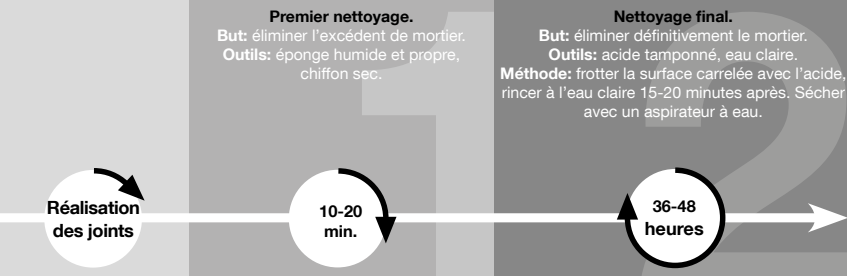 Premier nettoyage.
But: éliminer l'excédent de mortier.
Outils: éponge humide et propre,
chiffon sec.
Nettoyage final.
But: éliminer définitivement le mortier.
Outils: acide tamponné, eau claire.
Méthode: frotter la surface carrelée avec l'acide,
rincer à l'eau claire 15-20 minutes après. Sécher
avec un aspirateur à eau.
1
2
Réalisation
des joints
10-20
min.
36-48
heures